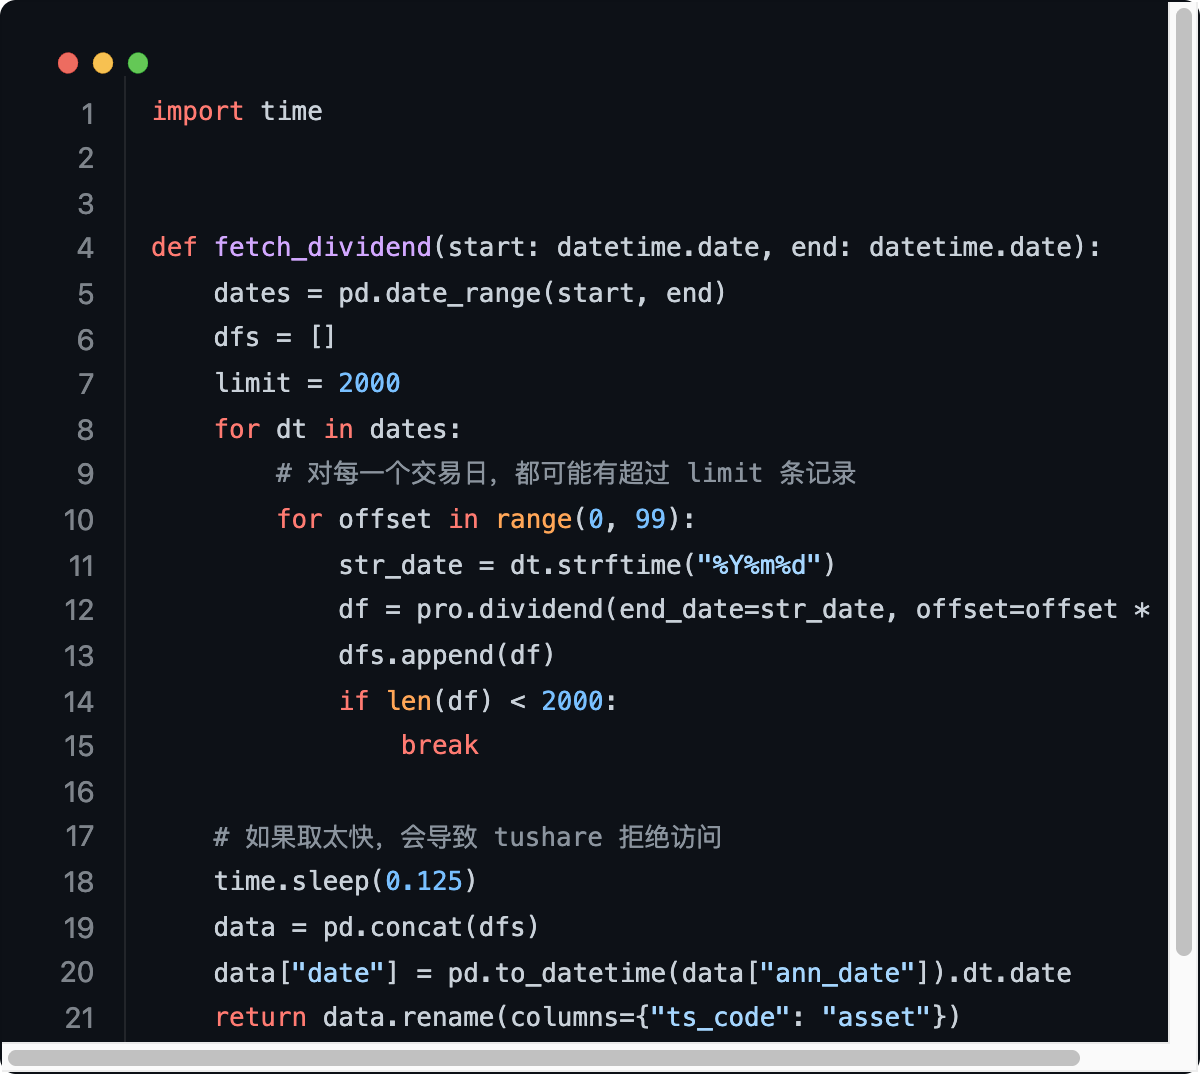 1 import time
2
3
4 def fetch_dividend(start: datetime.date, end: datetime.date):
5     dates = pd.date_range(start, end)
6     dfs = []
7     limit = 2000
8     for dt in dates:
9         # 对每一个交易日，都可能有超过 limit 条记录
10         for offset in range(0, 99):
11             str_date = dt.strftime("%Y%m%d")
12             df = pro.dividend(end_date=str_date, offset=offset *
13             dfs.append(df)
14             if len(df) < 2000:
15                 break
16
17     # 如果取太快，会导致 tushare 拒绝访问
18     time.sleep(0.125)
19     data = pd.concat(dfs)
20     data["date"] = pd.to_datetime(data["ann_date"]).dt.date
21     return data.rename(columns={"ts_code": "asset"})